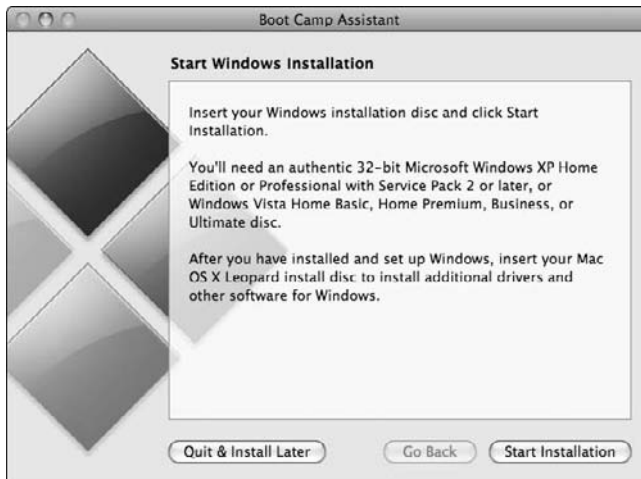 Boot Camp Assistant
Start Windows Installation
Insert your Windows installation disc and click Start
Installation.
You'll need an authentic 32-bit Microsoft Windows XP Home
Edition or Professional with Service Pack 2 or later, or
Windows Vista Home Basic, Home Premium, Business, or
Ultimate disc.
After you have installed and set up Windows, insert your Mac
OS X Leopard install disc to install additional drivers and
other software for Windows.
Quit & Install Later
Go Back
Start Installation